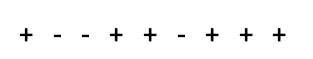 + - - + + - + + +